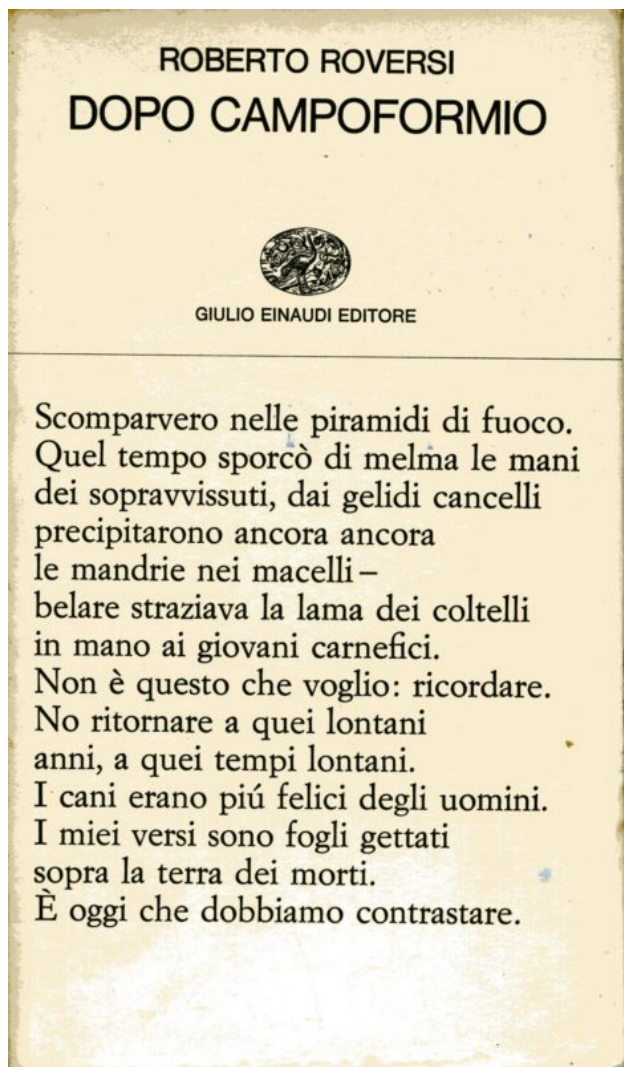 ROBERTO ROVERSI
DOPO CAMPOFORMIO
GIULIO EINAUDI EDITORE
Scomparvero nelle piramidi di fuoco.
Quel tempo sporcò di melma le mani
dei sopravvissuti, dai gelidi cancelli
precipitarono ancora ancora
le mandrie nei macelli –
belare straziava la lama dei coltelli
in mano ai giovani carnefici.
Non è questo che voglio: ricordare.
No ritornare a quei lontani
anni, a quei tempi lontani.
I cani erano piú felici degli uomini.
I miei versi sono fogli gettati
sopra la terra dei morti.
È oggi che dobbiamo contrastare.